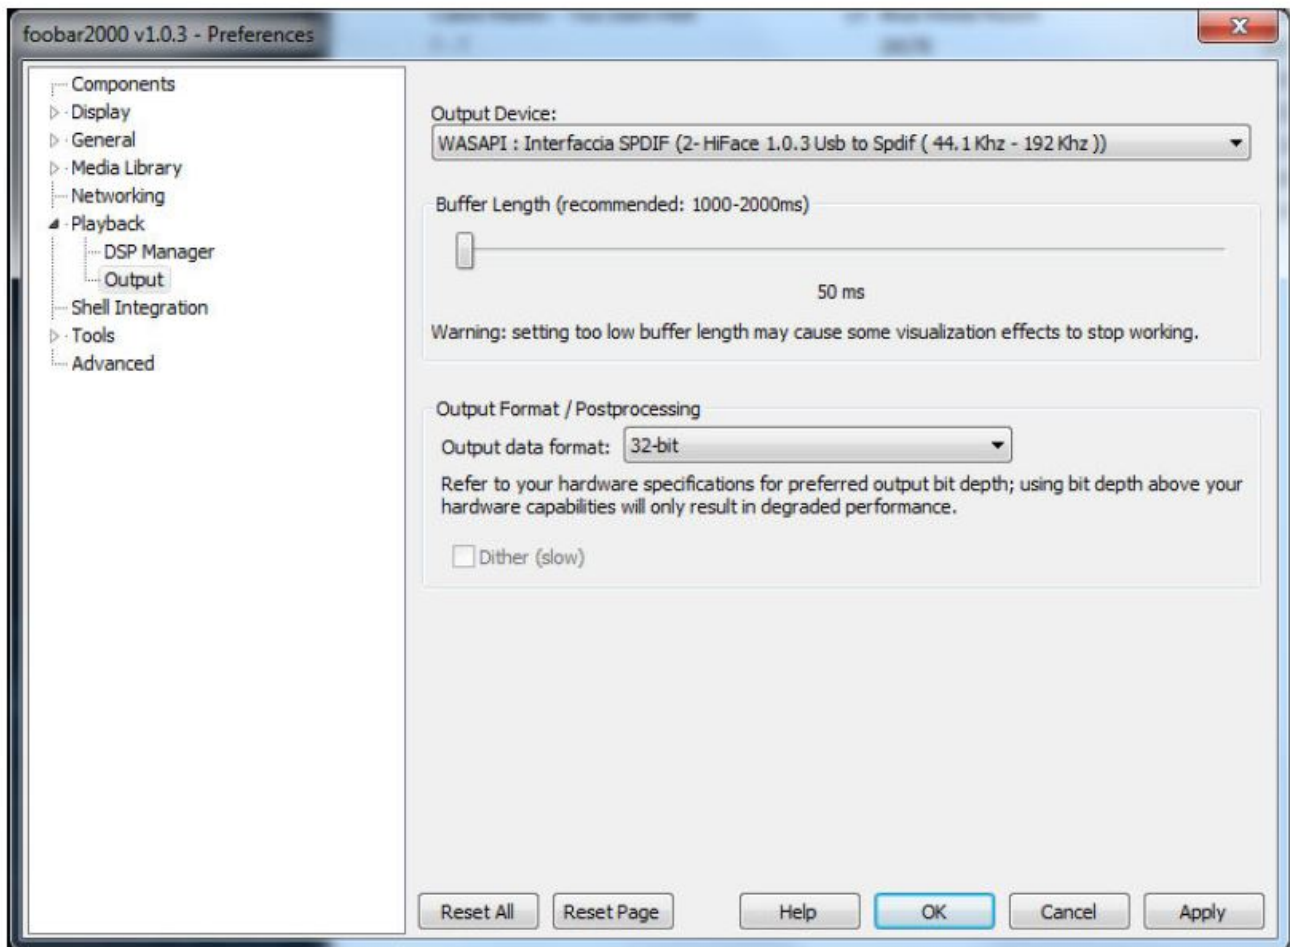 foobar2000 v1.0.3 - Preferences
Components
Display
General
Media Library
Networking
Playback
DSP Manager
Output
Shell Integration
Tools
Advanced
Output Device:
WASAPI : Interfaccia SPDIF (2- HiFace 1.0.3 Usb to Spdif ( 44.1 Khz - 192 Khz ))
Buffer Length (recommended: 1000-2000ms)
50 ms
Warning: setting too low buffer length may cause some visualization effects to stop working.
Output Format / Postprocessing
Output data format: 32-bit
Refer to your hardware specifications for preferred output bit depth; using bit depth above your
hardware capabilities will only result in degraded performance.
Dither (slow)
Reset All Reset Page Help OK Cancel Apply